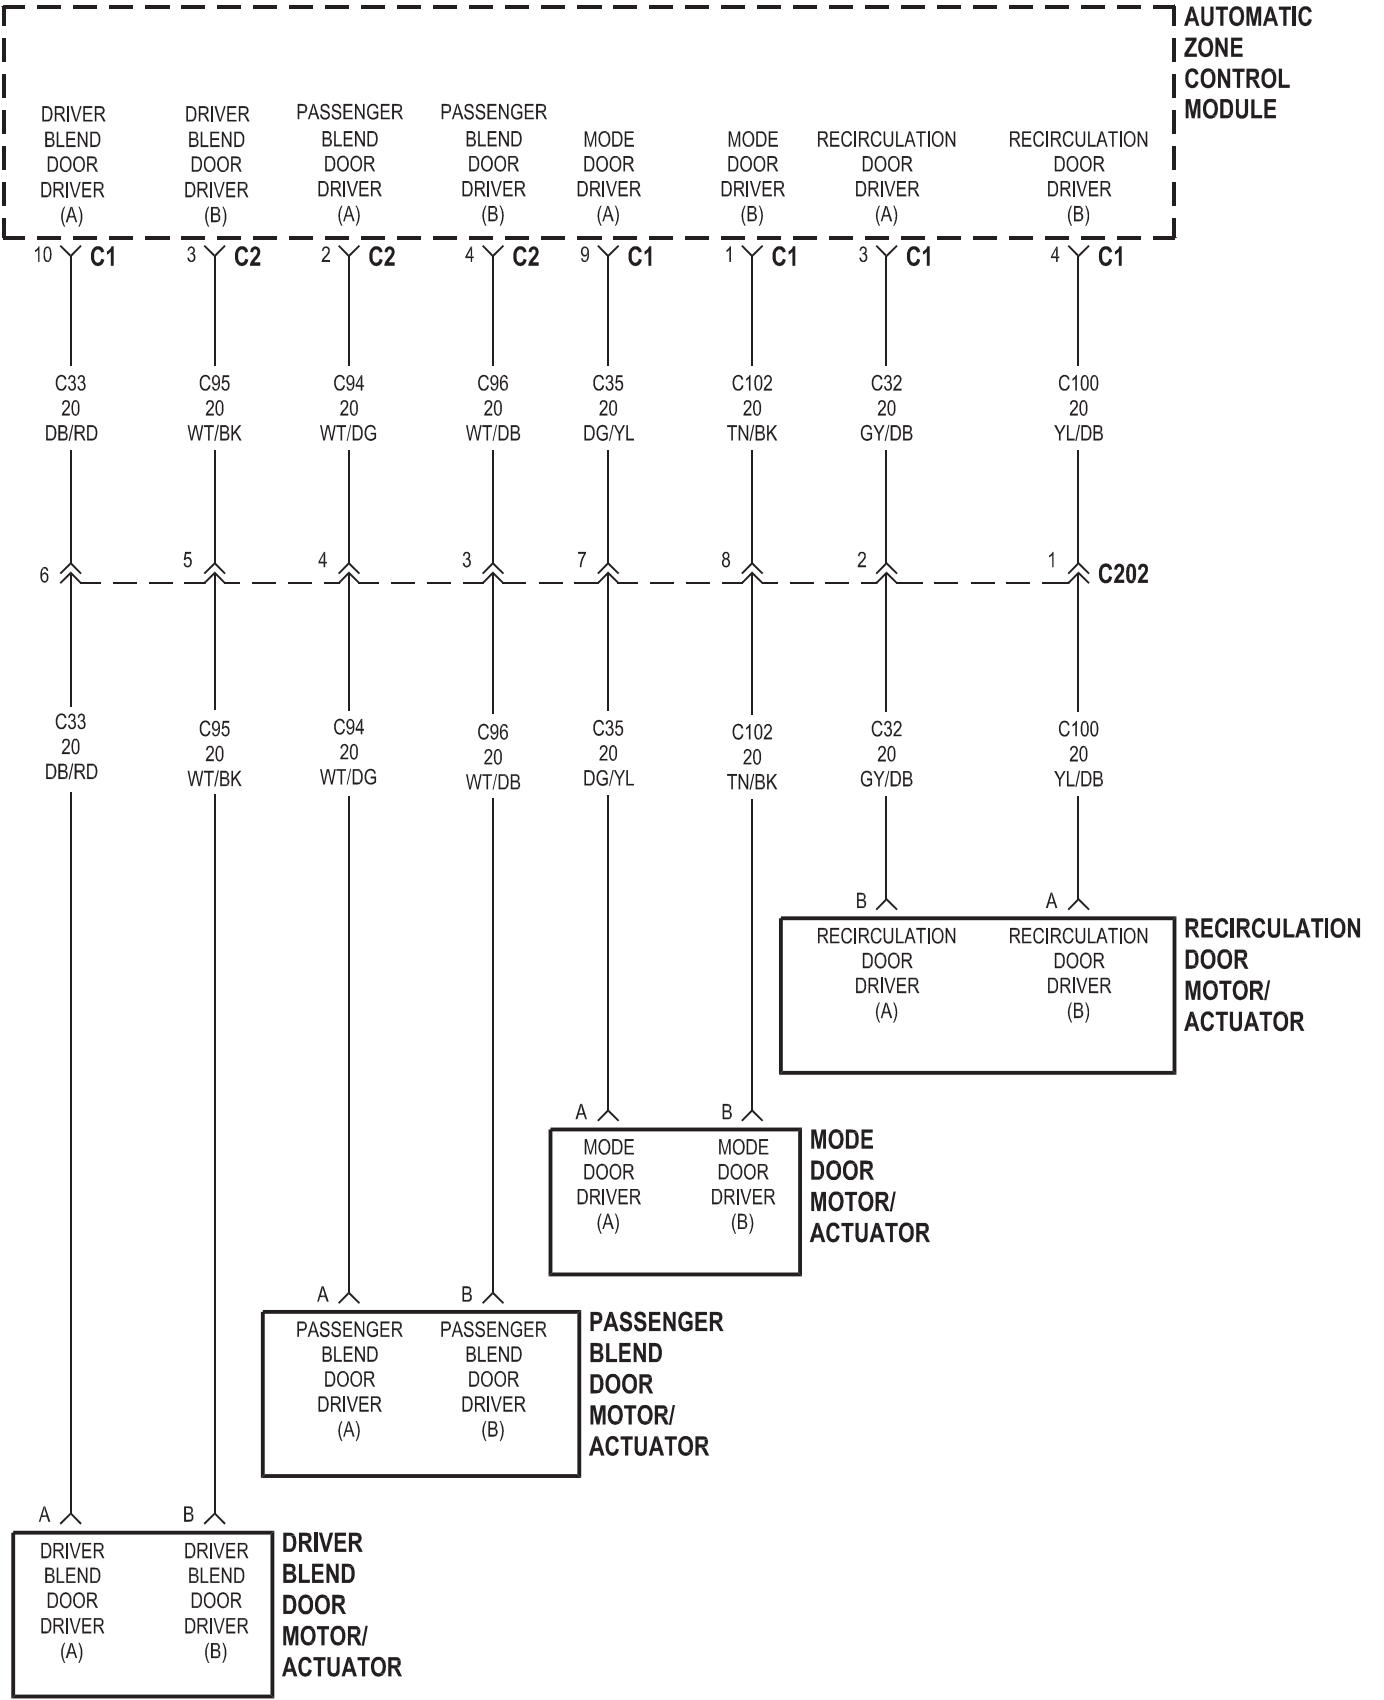 AUTOMATIC
ZONE
CONTROL
MODULE
DRIVER
BLEND
DOOR
DRIVER
(A)
DRIVER
BLEND
DOOR
DRIVER
(B)
PASSENGER
BLEND
DOOR
DRIVER
(A)
PASSENGER
BLEND
DOOR
DRIVER
(B)
MODE
DOOR
DRIVER
(A)
MODE
DOOR
DRIVER
(B)
RECIRCULATION
DOOR
DRIVER
(A)
RECIRCULATION
DOOR
DRIVER
(B)
10 C1
3 C2
2 C2
4 C2
9 C1
1 C1
3 C1
4 C1
C33
20
DB/RD
C95
20
WT/BK
C94
20
WT/DG
C96
20
WT/DB
C35
20
DG/YL
C102
20
TN/BK
C32
20
GY/DB
C100
20
YL/DB
6
5
4
3
7
8
2
1
C202
C33
20
DB/RD
C95
20
WT/BK
C94
20
WT/DG
C96
20
WT/DB
C35
20
DG/YL
C102
20
TN/BK
C32
20
GY/DB
C100
20
YL/DB
B
A
RECIRCULATION
DOOR
DRIVER
(A)
RECIRCULATION
DOOR
DRIVER
(B)
RECIRCULATION
DOOR
MOTOR/
ACTUATOR
A
B
MODE
DOOR
DRIVER
(A)
MODE
DOOR
DRIVER
(B)
MODE
DOOR
MOTOR/
ACTUATOR
A
B
PASSENGER
BLEND
DOOR
DRIVER
(A)
PASSENGER
BLEND
DOOR
DRIVER
(B)
PASSENGER
BLEND
DOOR
MOTOR/
ACTUATOR
A
B
DRIVER
BLEND
DOOR
DRIVER
(A)
DRIVER
BLEND
DOOR
DRIVER
(B)
DRIVER
BLEND
DOOR
MOTOR/
ACTUATOR